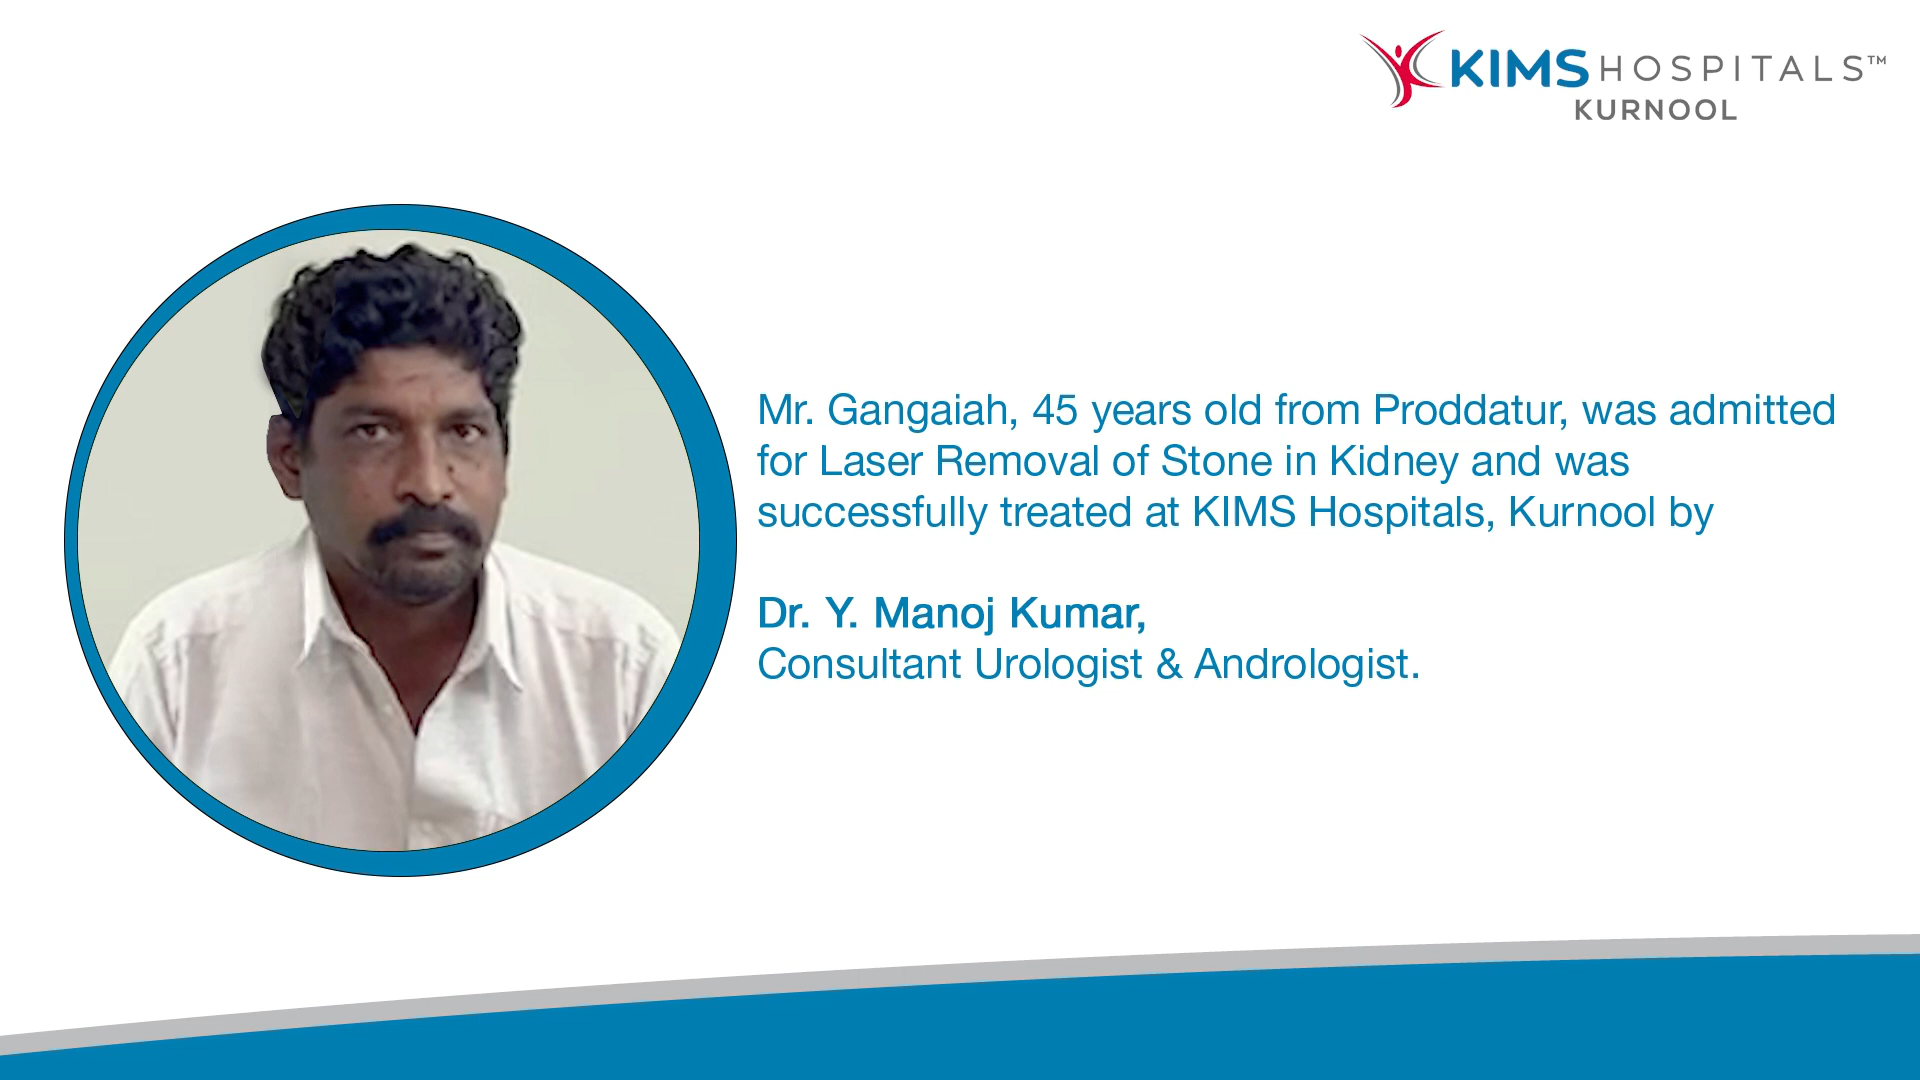 KIMS HOSPITALS™
KURNOOL
Mr. Gangaiah, 45 years old from Proddatur, was admitted
for Laser Removal of Stone in Kidney and was
successfully treated at KIMS Hospitals, Kurnool by
Dr. Y. Manoj Kumar,
Consultant Urologist & Andrologist.